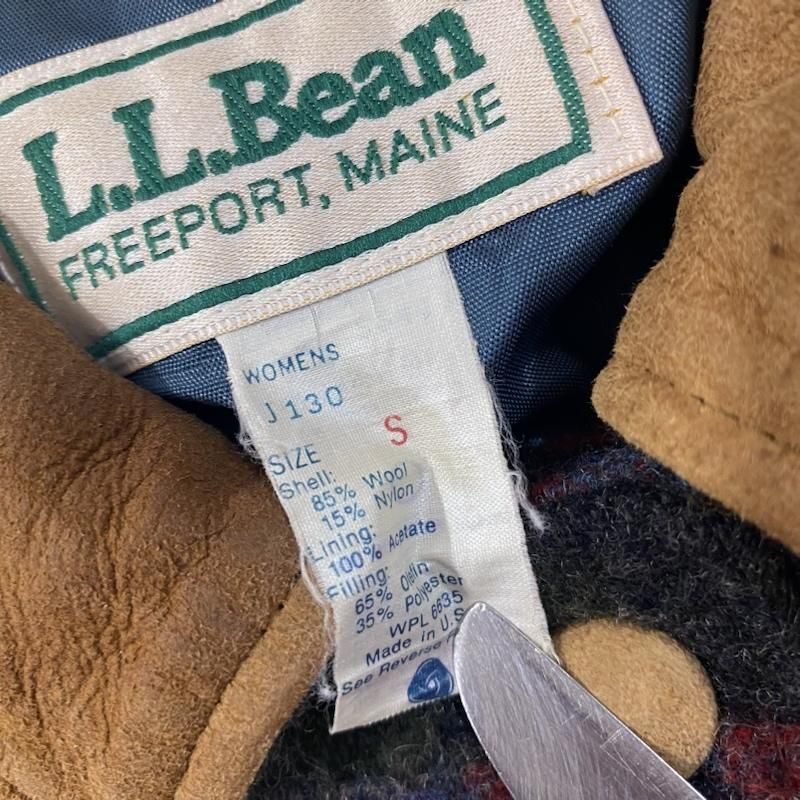 L.L.Bean
FREEPORT, MAINE
WOMENS
J 130
SIZE S
Shell:
85% Wool
15% Nylon
Lining:
100% Acetate
Filling:
65% Olefin
35% Polyester
WPL 6635
Made in U.S
See Reverse